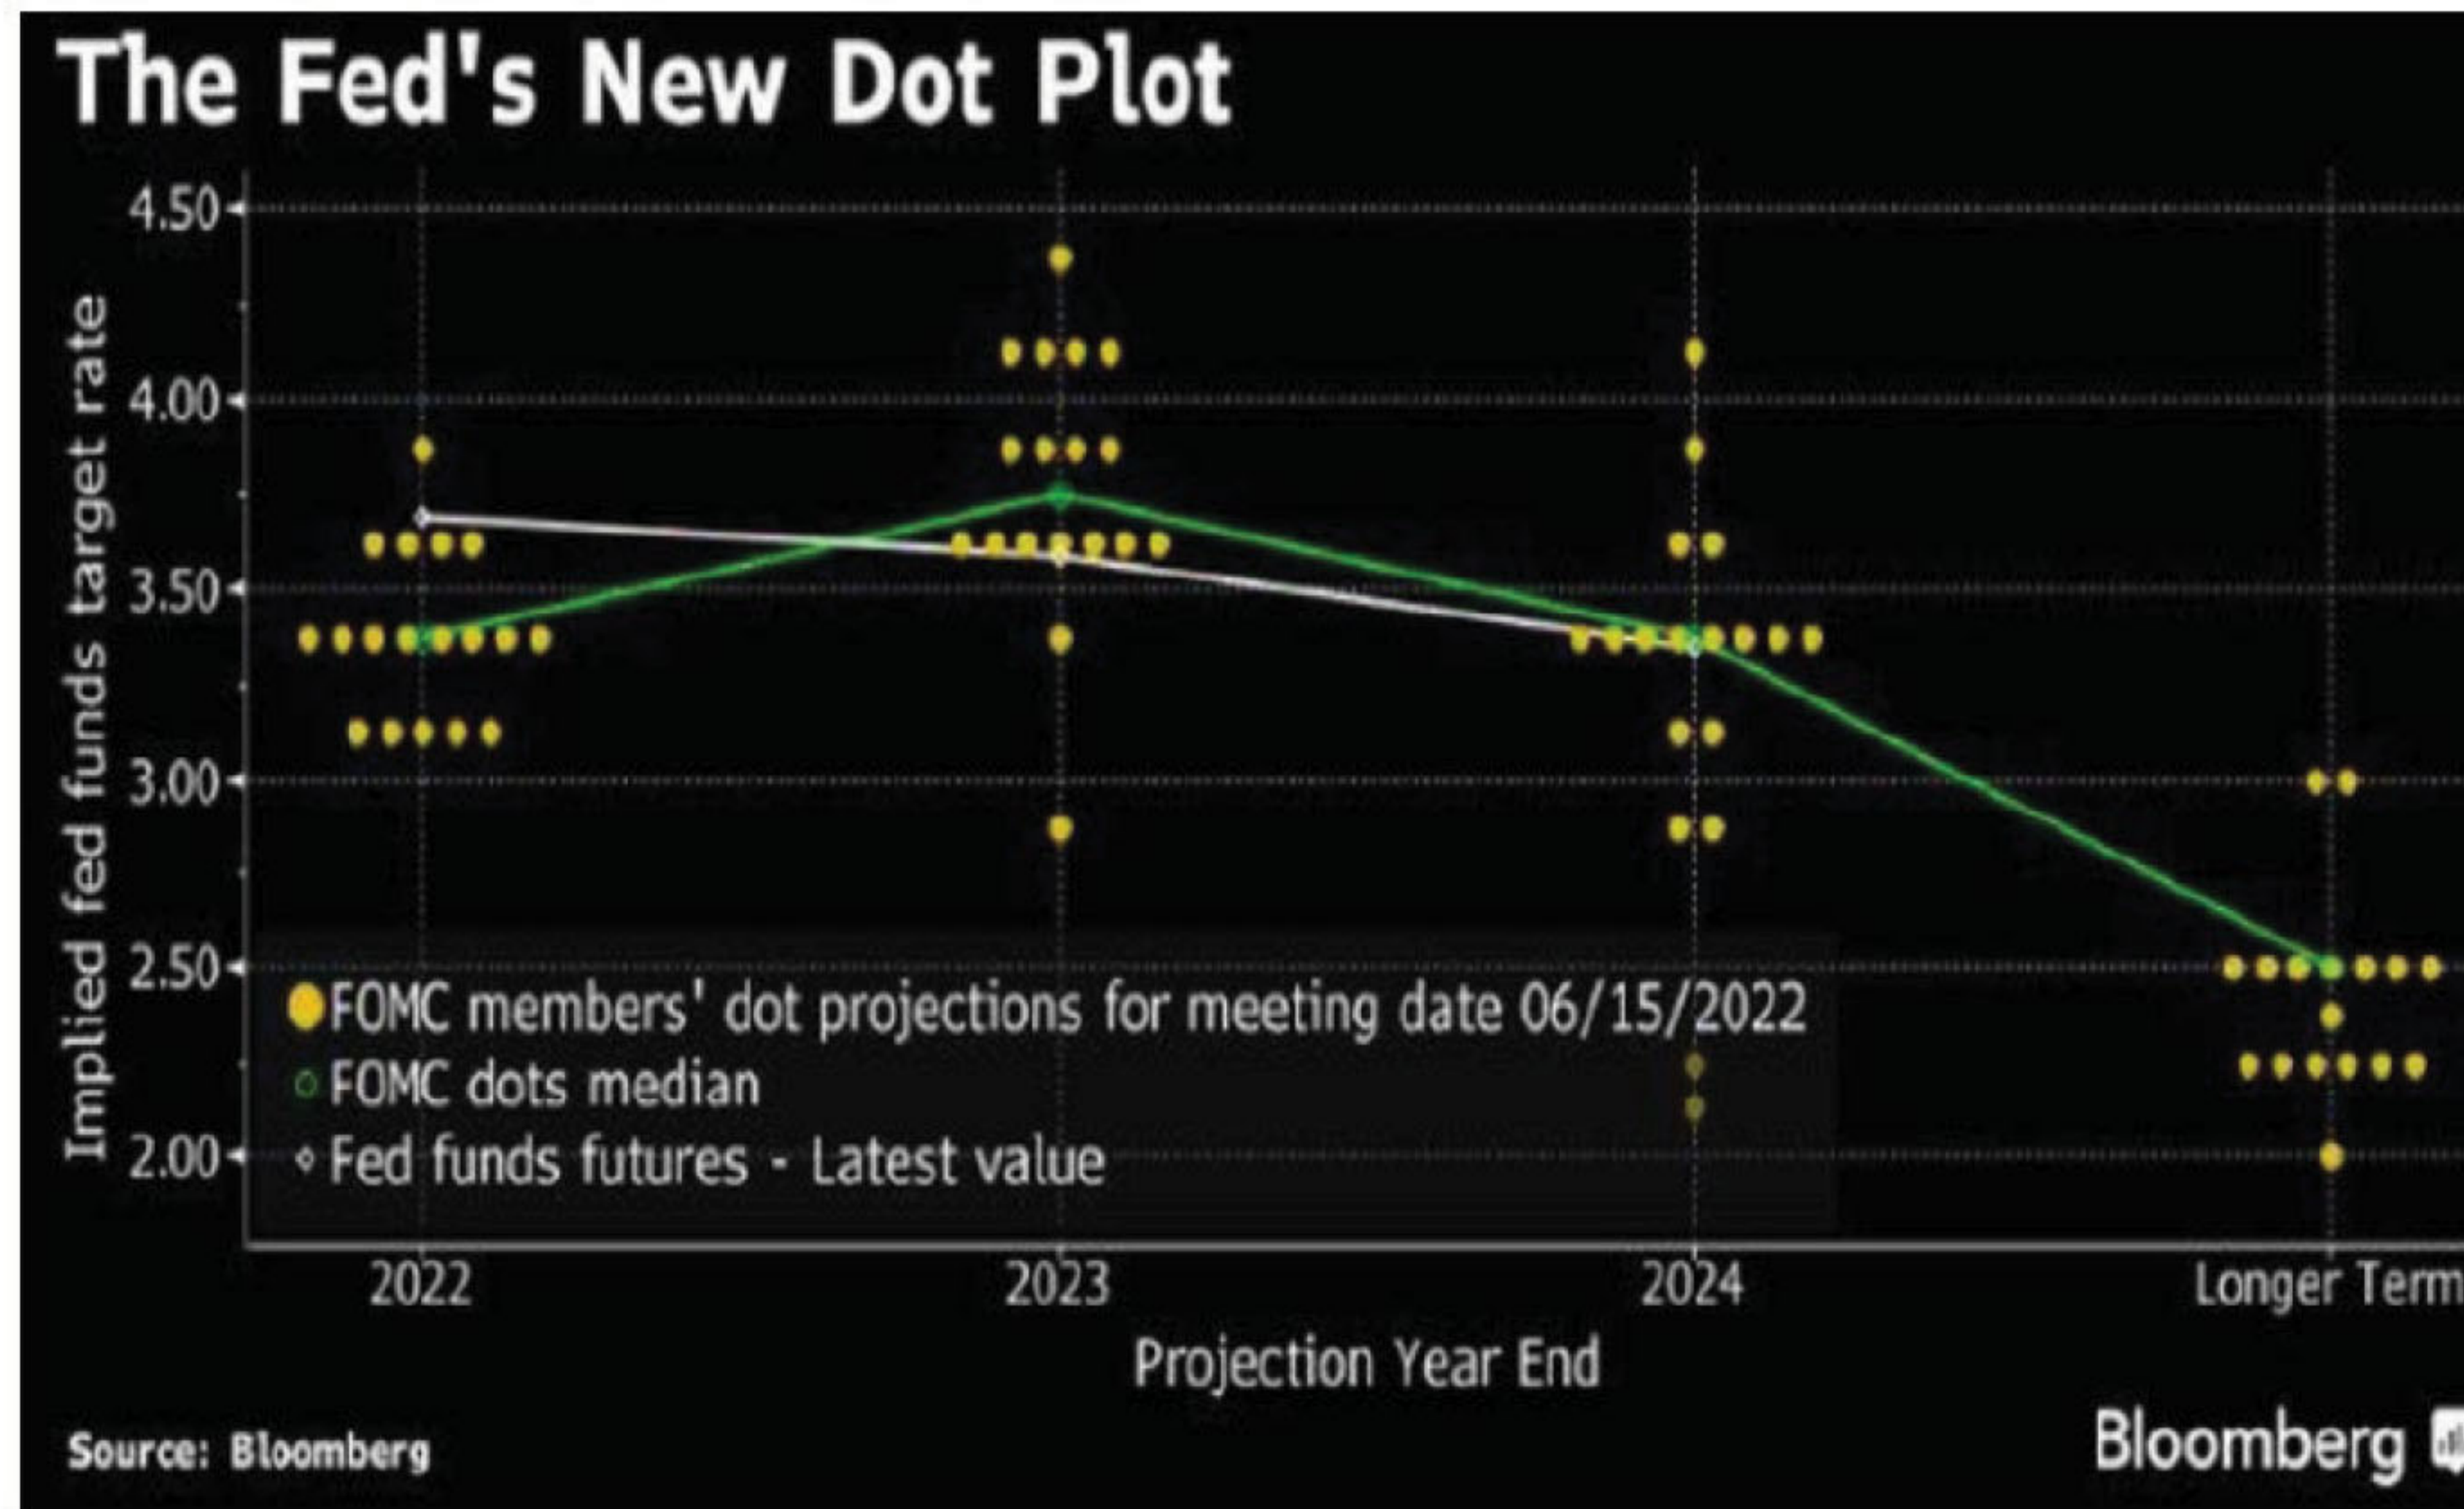 The Fed's New Dot Plot
Implied fed funds target rate
4.50
4.00
3.50
3.00
2.50
2.00
FOMC members' dot projections for meeting date 06/15/2022
FOMC dots median
Fed funds futures - Latest value
2022 2023 2024 Longer Term
Projection Year End
Source: Bloomberg
Bloomberg